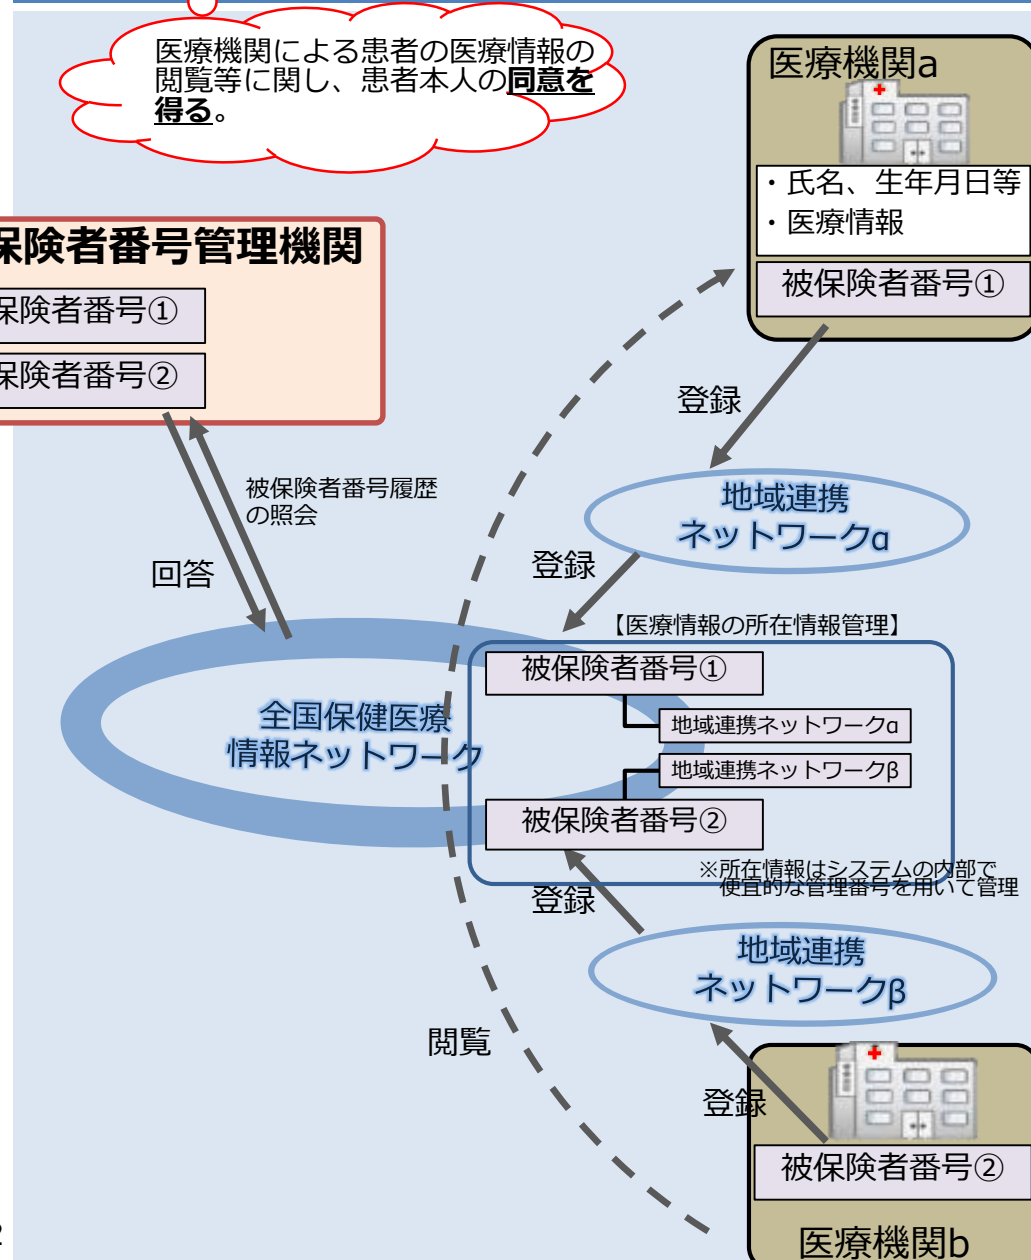 医療機関による患者の医療情報の
閲覧等に関し、患者本人の同意を
得る。
医療機関a
・氏名、生年月日等
・医療情報
被保険者番号①
保険者番号管理機関
保険者番号①
保険者番号②
登録
被保険者番号履歴
の照会
回答
地域連携
ネットワークα
登録
【医療情報の所在情報管理】
被保険者番号①
地域連携ネットワークα
全国保健医療
情報ネットワーク
地域連携ネットワークβ
被保険者番号②
※所在情報はシステムの内部で
便宜的な管理番号を用いて管理
登録
地域連携
ネットワークβ
閲覧
登録
被保険者番号②
医療機関b
2